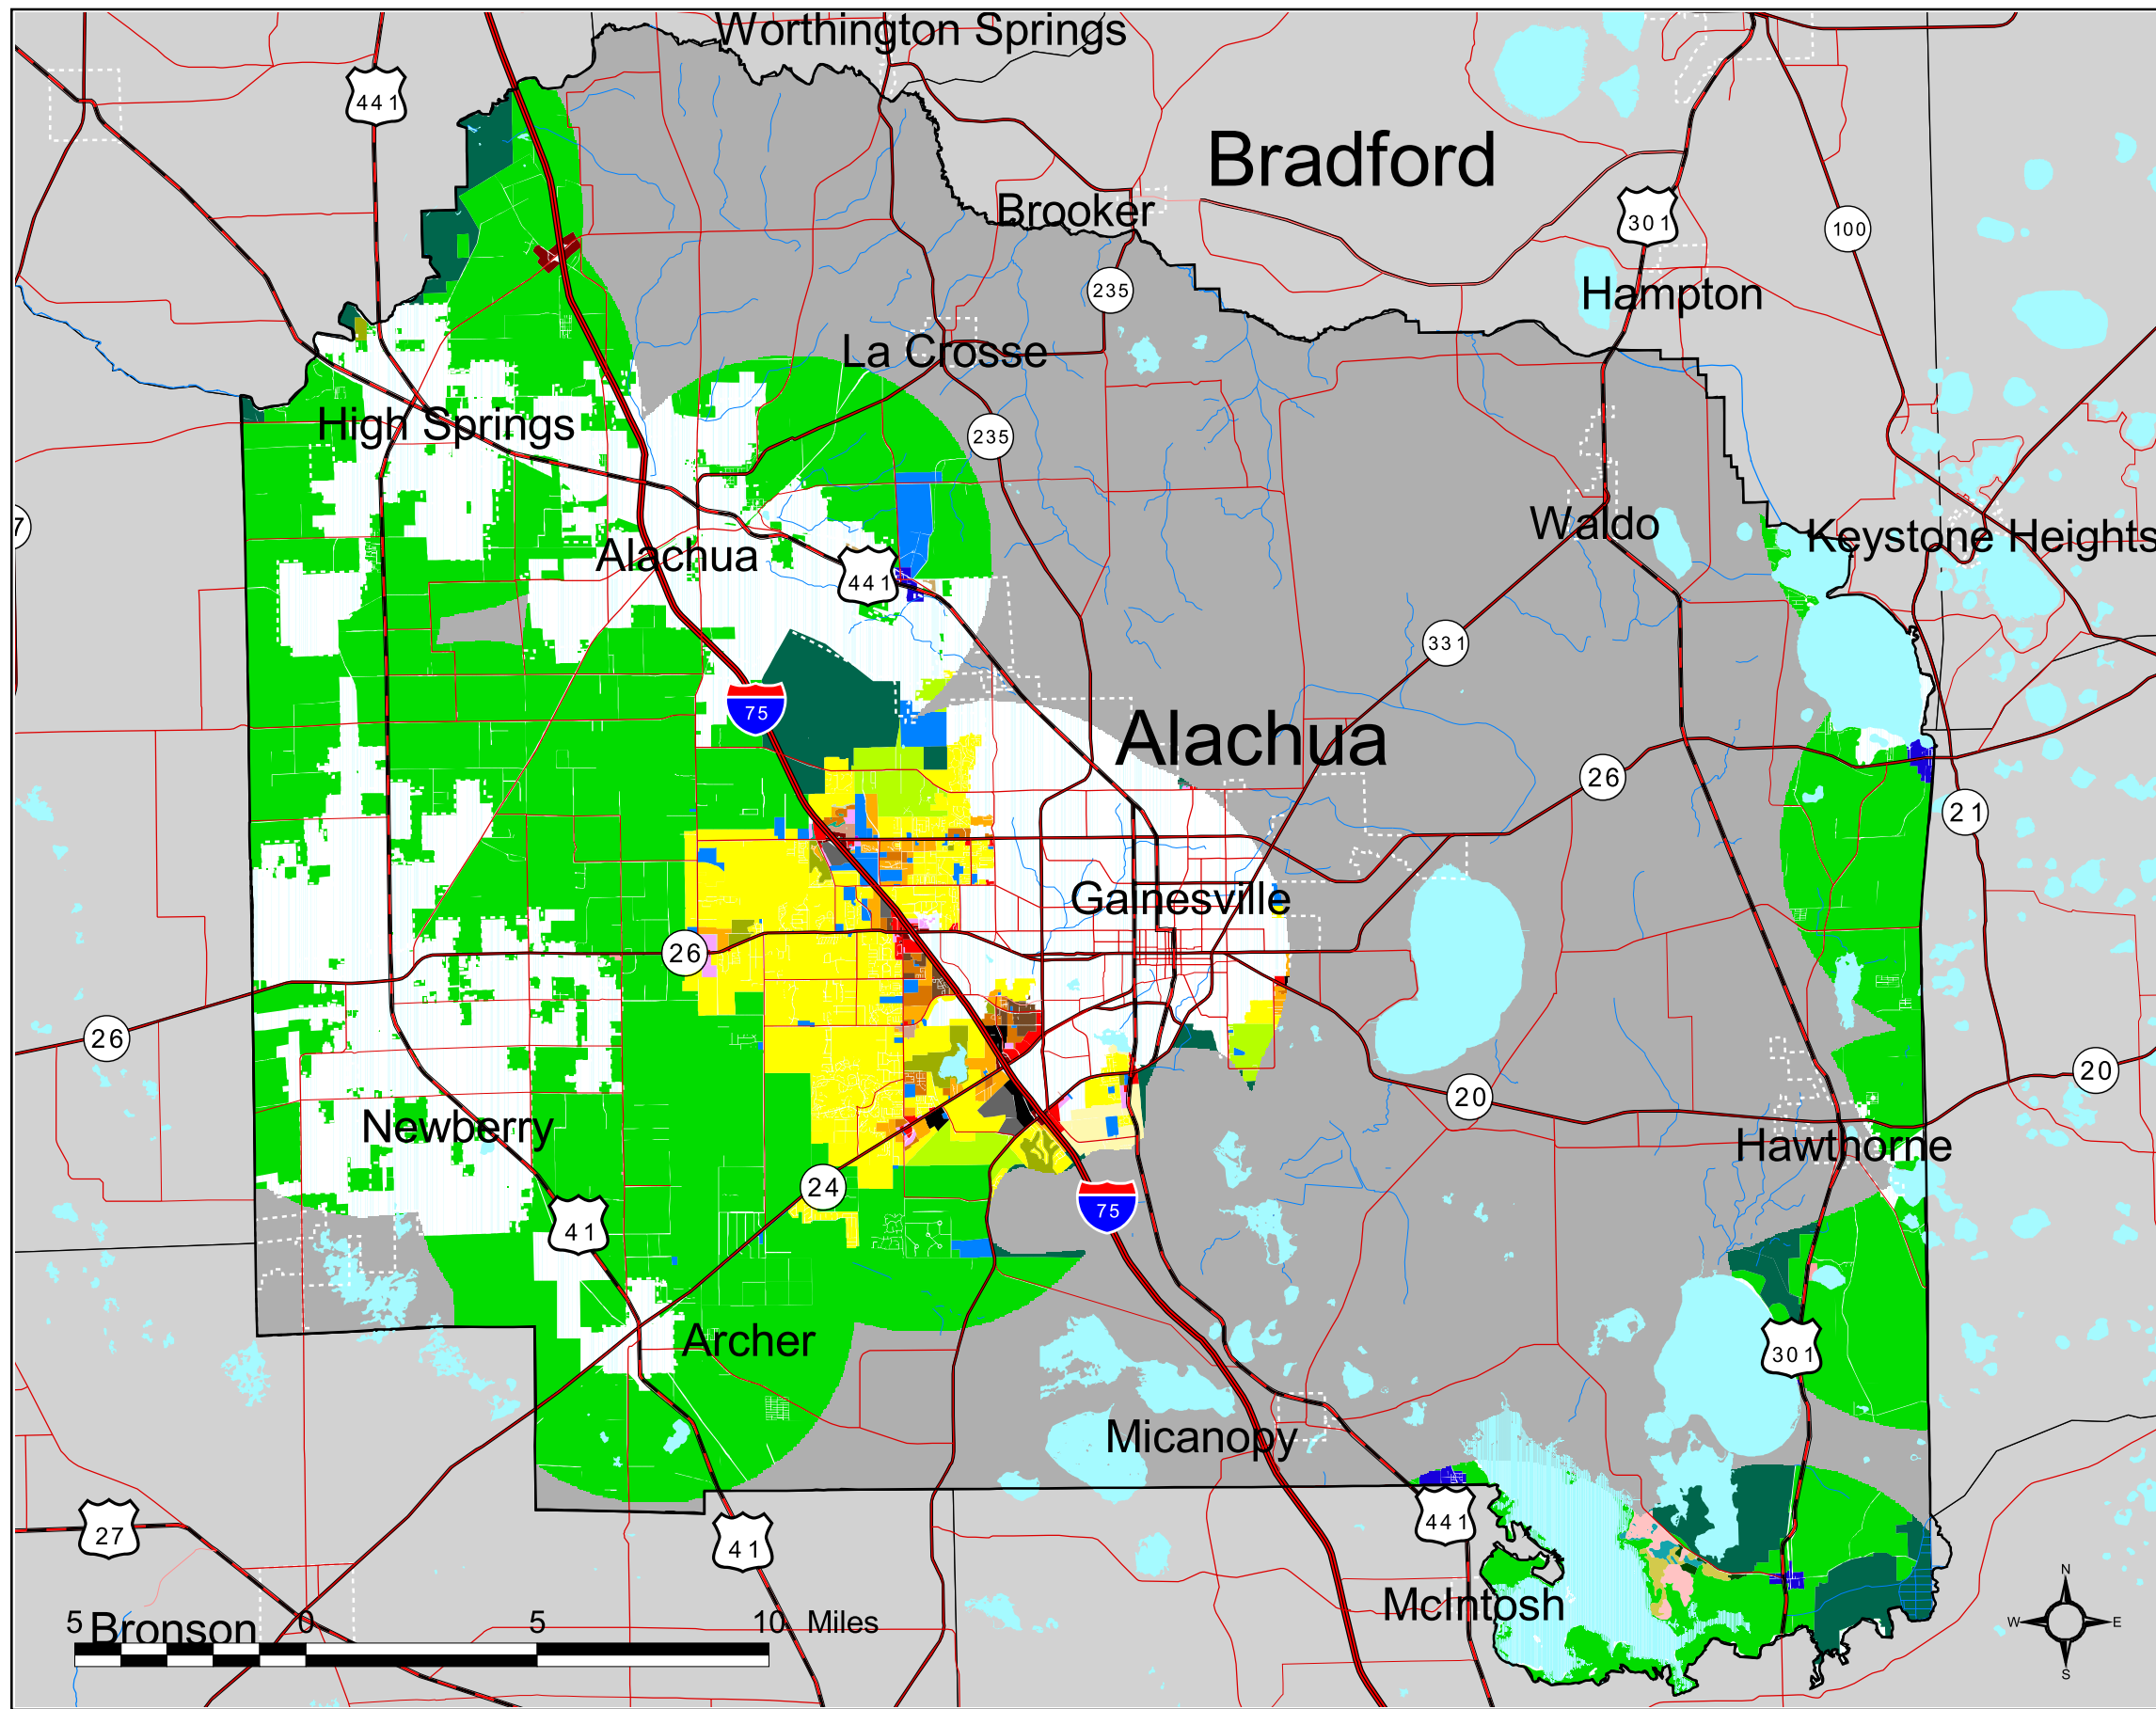 Worthington Springs
441
Bradford
Brooker
301
100
235
Hampton
La Crosse
High Springs
235
7
Waldo
Keystone Heights
Alachua
441
331
75
Alachua
26
21
Gainesville
26
26
20
20
Newberry
Hawthorne
24
75
41
Archer
301
Micanopy
27
41
441
McIntosh
N
W
E
S
5
0
5
10 Miles
Bronson